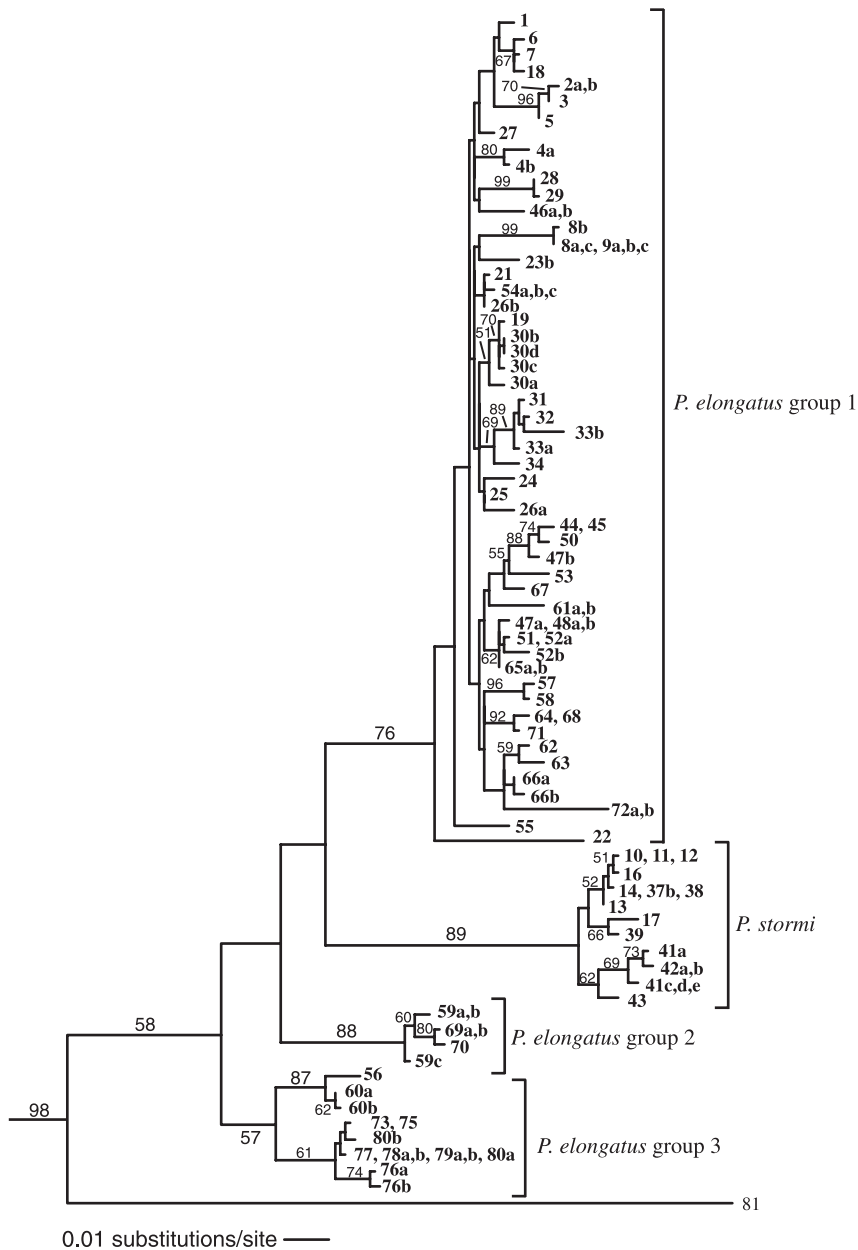 1
6
7
67
18
70
2a,b
96
3
5
27
80
4a
4b
99
28
29
46a,b
99
8b
8a,c, 9a,b,c
23b
21
54a,b,c
26b
70
19
51
30b
30d
30c
30a
31
89
32
69
33b
33a
34
24
25
26a
P. elongatus group 1
74
44, 45
88
50
55
47b
53
67
61a,b
47a, 48a,b
51, 52a
62
52b
65a,b
96
57
58
92
64, 68
71
59
62
63
66a
66b
72a,b
55
22
76
51
10, 11, 12
16
52
14, 37b, 38
13
17
66
39
89
P. stormi
73
41a
69
42a,b
62
41c,d,e
43
60
59a,b
80
69a,b
88
70
59c
P. elongatus group 2
58
87
56
60a
62
60b
98
57
73, 75
80b
61
77, 78a,b, 79a,b, 80a
74
76a
76b
P. elongatus group 3
81
0.01 substitutions/site